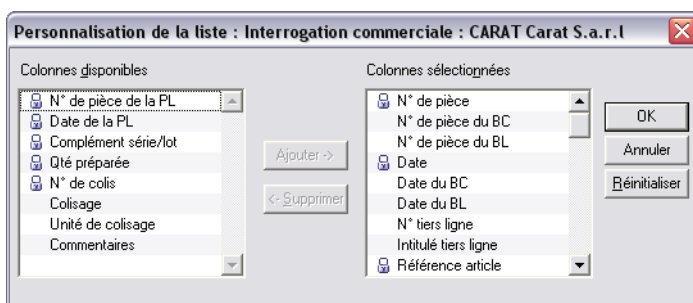 Personnalisation de la liste : Interrogation commerciale : CARAT Carat S.a.r.l
Colonnes disponibles
N° de pièce de la PL
Date de la PL
Complément série/lot
Qté préparée
N° de colis
Colisage
Unité de colisage
Commentaires
Ajouter ->
<- Supprimer
Colonnes sélectionnées
N° de pièce
N° de pièce du BC
N° de pièce du BL
Date
Date du BC
Date du BL
N° tiers ligne
Intitulé tiers ligne
Référence article
OK
Annuler
Réinitialiser